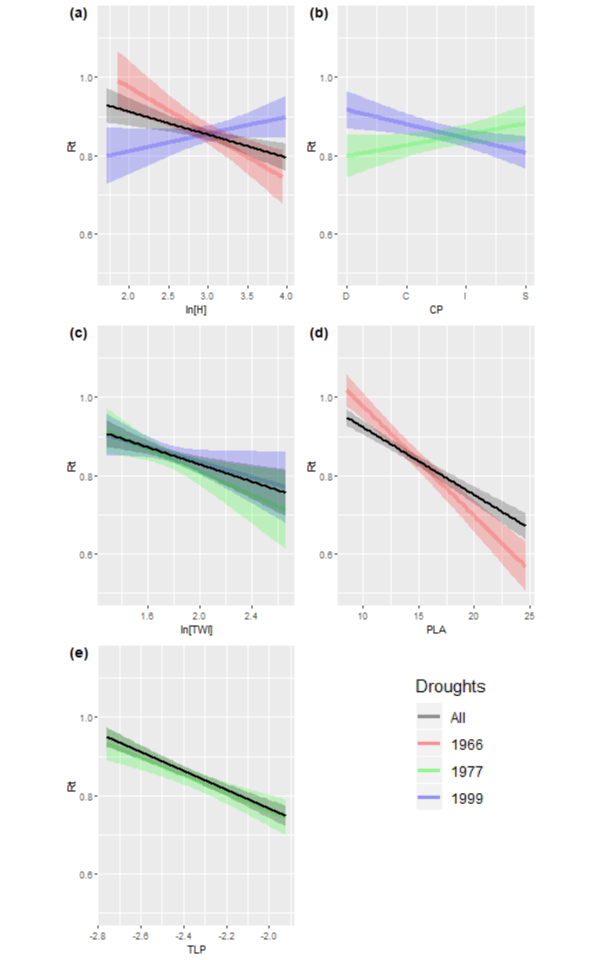 (a)
1.0
0.8
0.6
Rt
2.0 2.5 3.0 3.5 4.0
ln[H]
(b)
1.0
0.8
0.6
Rt
D C I S
CP
(c)
1.0
0.8
0.6
Rt
1.6 2.0 2.4
ln[TWI]
(d)
1.0
0.8
0.6
Rt
10 15 20 25
PLA
(e)
1.0
0.8
0.6
Rt
-2.8 -2.6 -2.4 -2.2 -2.0
TLP
Droughts
All
1966
1977
1999